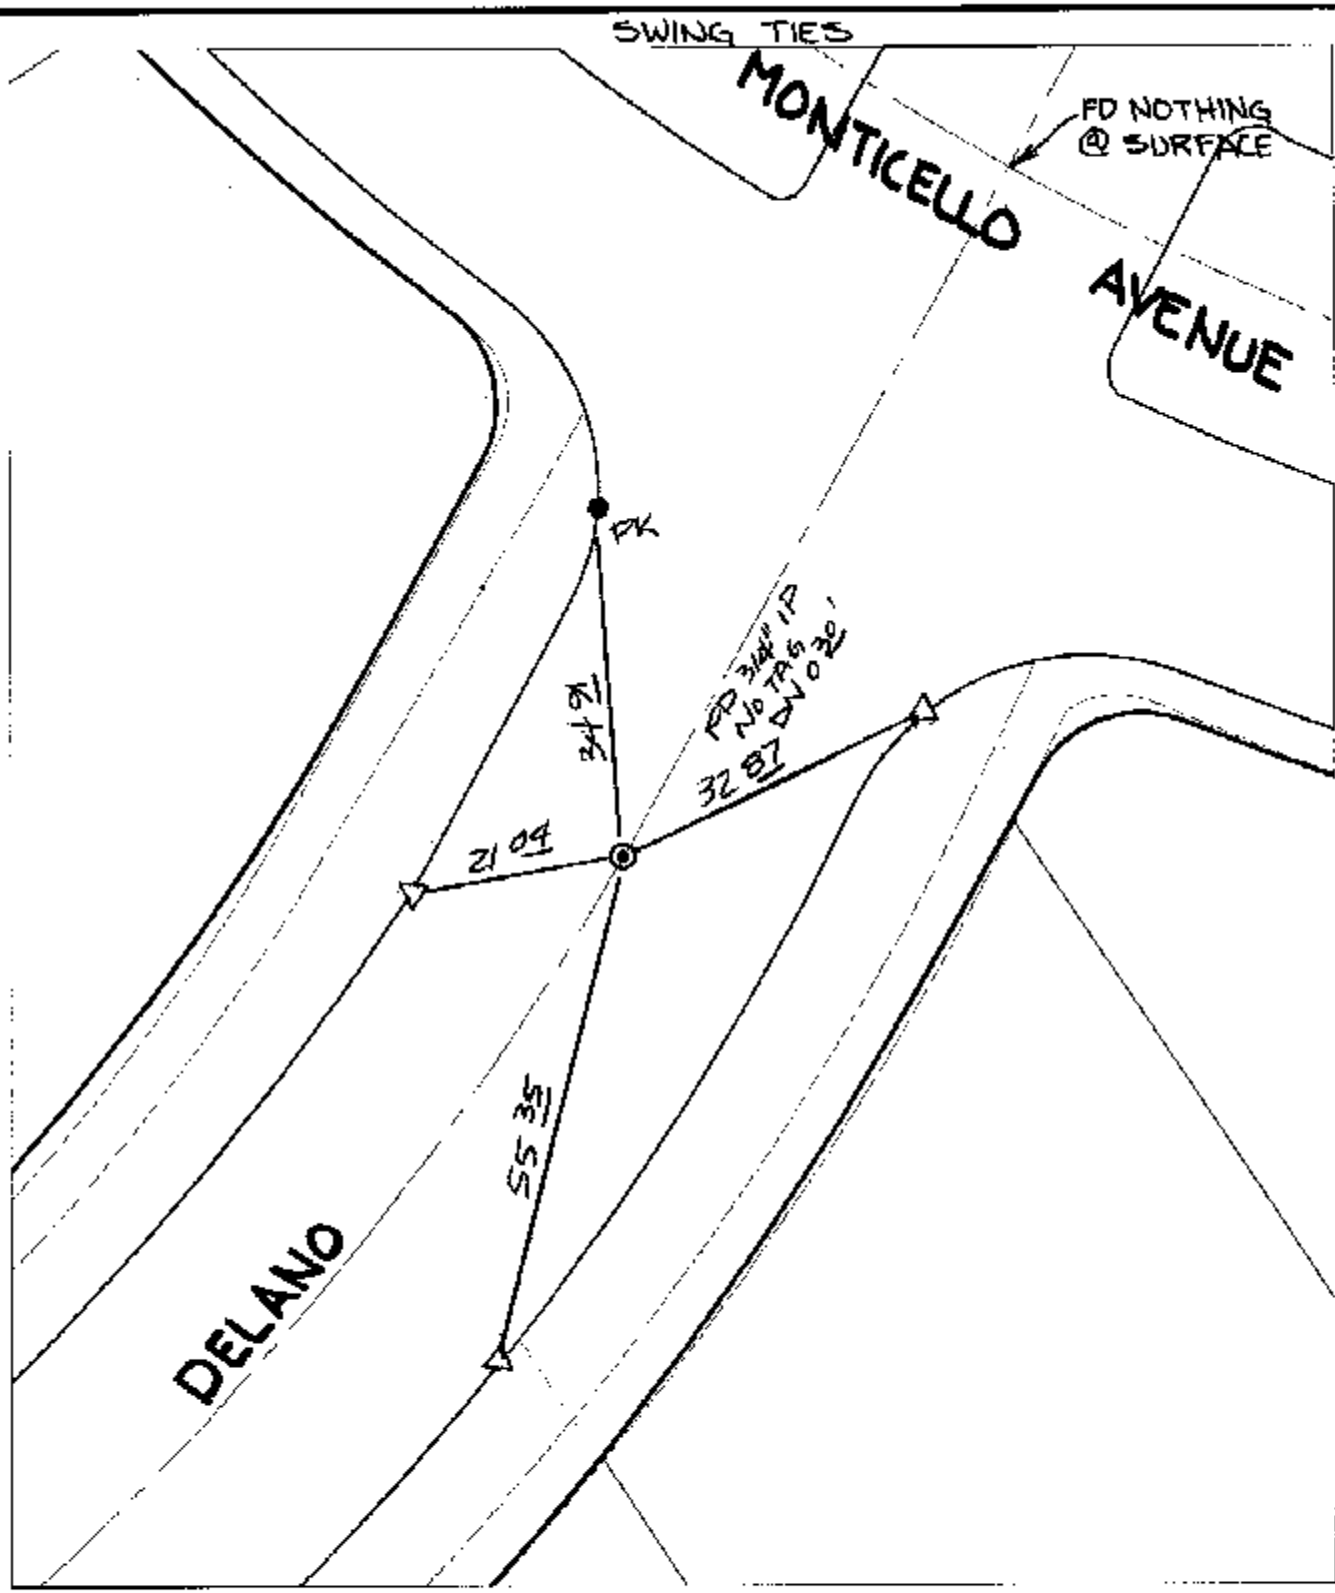 SWING TIES
MONTICELLO
AVENUE
FD NOTHING
@ SURFACE
PK
FD 3/4" IP
NO TAG
DN 0 30'
34 91
32 87
21 04
55 35
DELANO